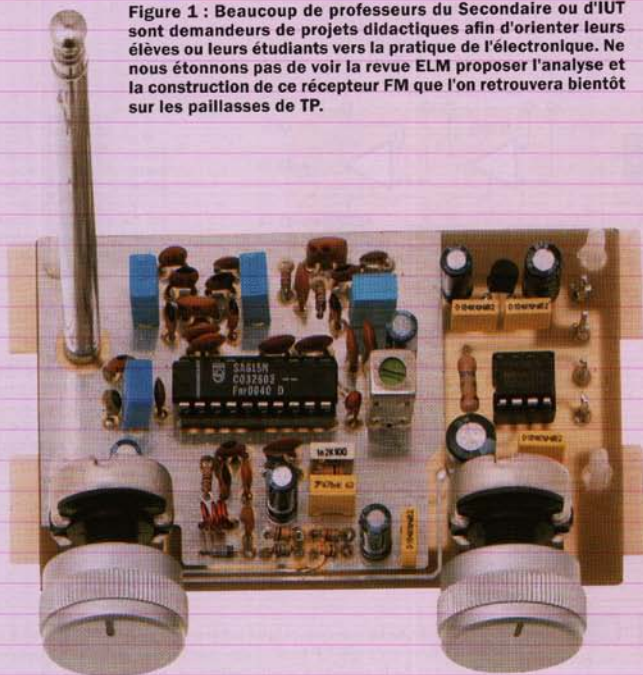 Figure 1 : Beaucoup de professeurs du Secondaire ou d'IUT
sont demandeurs de projets didactiques afin d'orienter leurs
élèves ou leurs étudiants vers la pratique de l'électronique. Ne
nous étonnons pas de voir la revue ELM proposer l'analyse et
la construction de ce récepteur FM que l'on retrouvera bientôt
sur les paillasses de TP.
SA615N
CO32602 --
Fnr0040 D